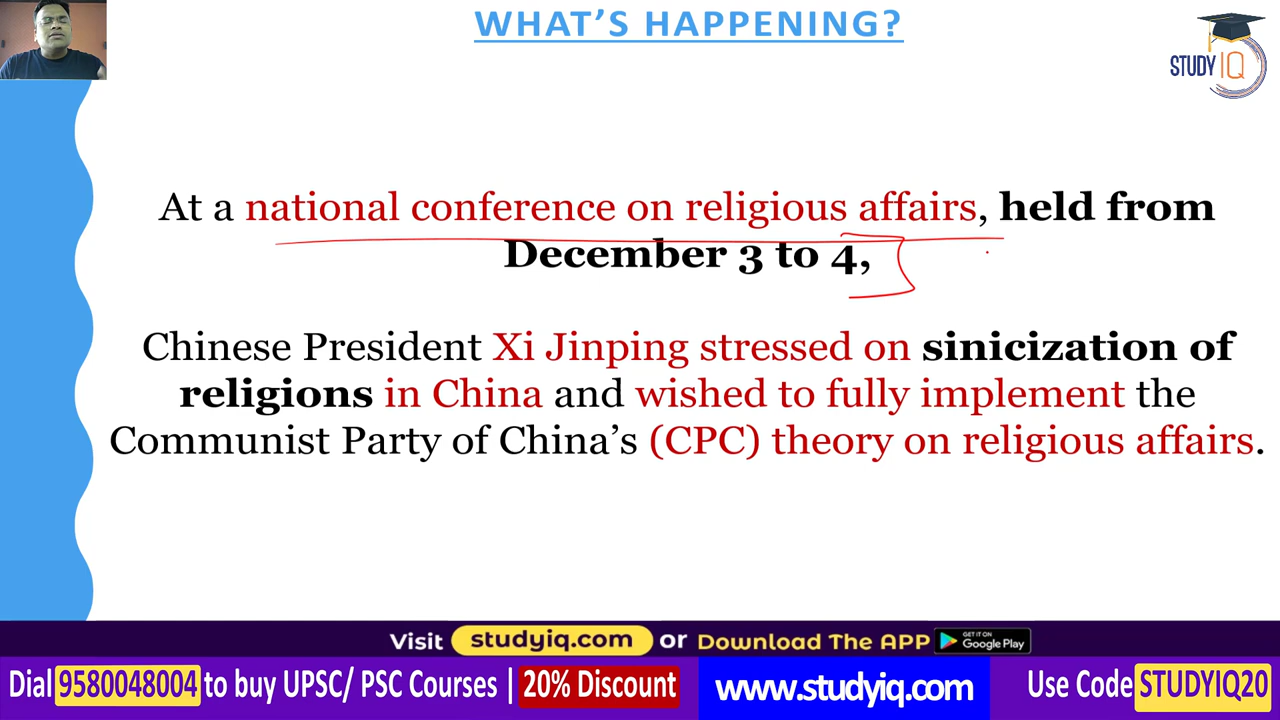 WHAT'S HAPPENING?
STUDY IQ
At a national conference on religious affairs, held from
December 3 to 4,
Chinese President Xi Jinping stressed on sinicization of
religions in China and wished to fully implement the
Communist Party of China's (CPC) theory on religious affairs.
Visit studyiq.com or Download The APP GET IT ON Google Play
Dial 9580048004 to buy UPSC/ PSC Courses | 20% Discount www.studyiq.com Use Code STUDYIQ20